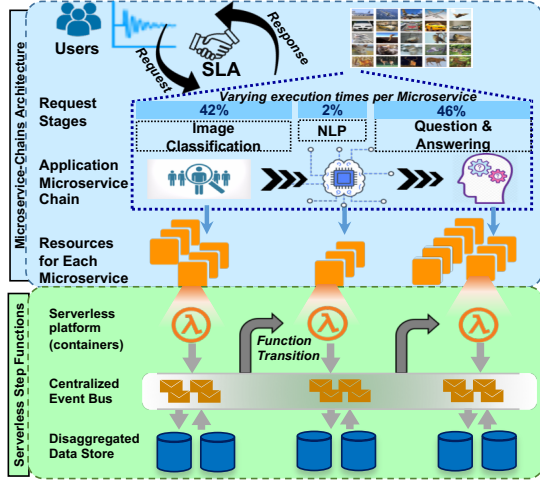 Microservice-Chains Architecture
Users
Request
Response
SLA
Request
Stages
Varying execution times per Microservice
42%
2%
46%
Image
Classification
NLP
Question &
Answering
Application
Microservice
Chain
Resources
for Each
Microservice
Serverless Step Functions
Serverless
platform
(containers)
λ
λ
λ
Function
Transition
Centralized
Event Bus
Disaggregated
Data Store